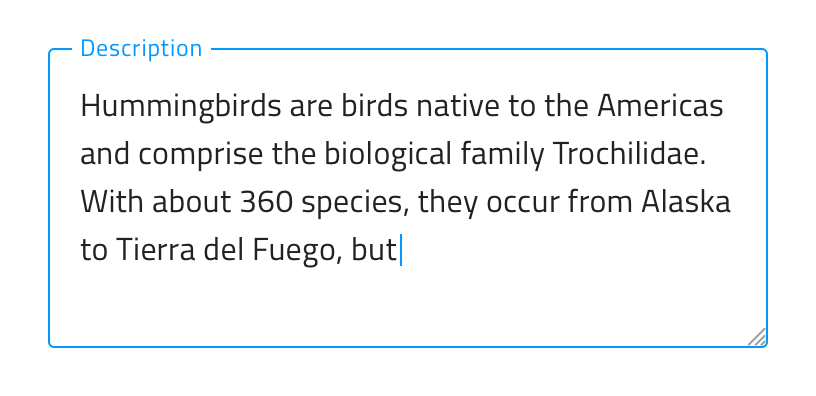 Description
Hummingbirds are birds native to the Americas
and comprise the biological family Trochilidae.
With about 360 species, they occur from Alaska
to Tierra del Fuego, but